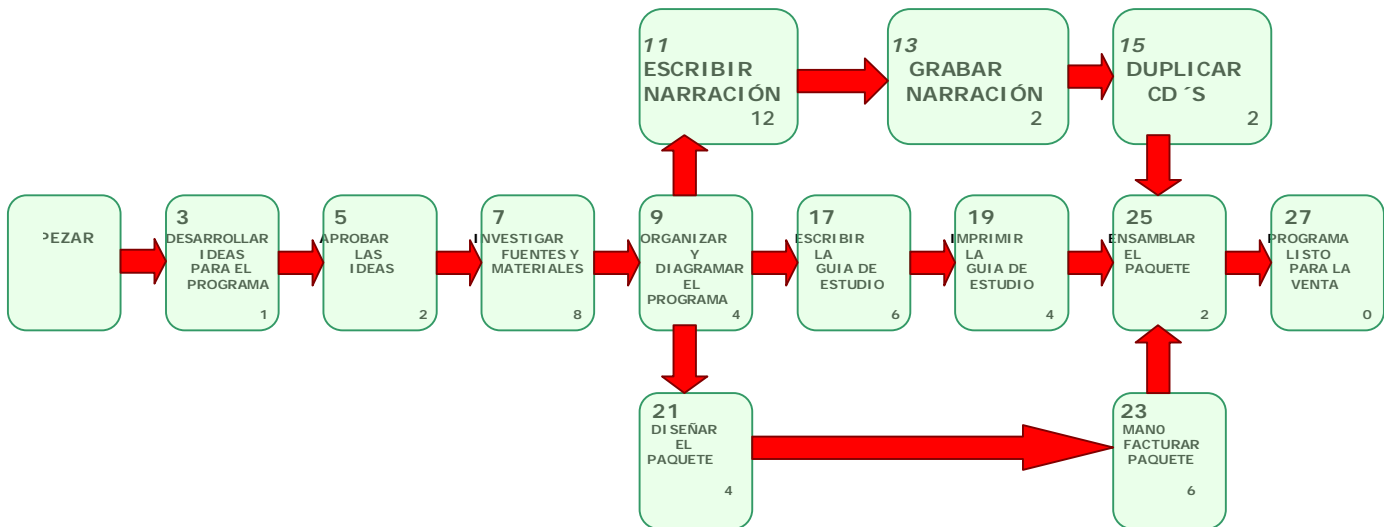 11
ESCRIBIR
NARRACIÓN
12
13
GRABAR
NARRACIÓN
2
15
DUPLICAR
CD´S
2
PEZAR
3
DESARROLLAR
IDEAS
PARA EL
PROGRAMA
1
5
APROBAR
LAS
IDEAS
2
7
INVESTIGAR
FUENTES Y
MATERIALES
8
9
ORGANIZAR
Y
DIAGRAMAR
EL
PROGRAMA
4
17
ESCRIBIR
LA
GUIA DE
ESTUDIO
6
19
IMPRIMIR
LA
GUIA DE
ESTUDIO
4
25
ENSAMBLAR
EL
PAQUETE
2
27
PROGRAMA
LISTO
PARA LA
VENTA
0
21
DISEÑAR
EL
PAQUETE
4
23
MANO
FACTURAR
PAQUETE
6